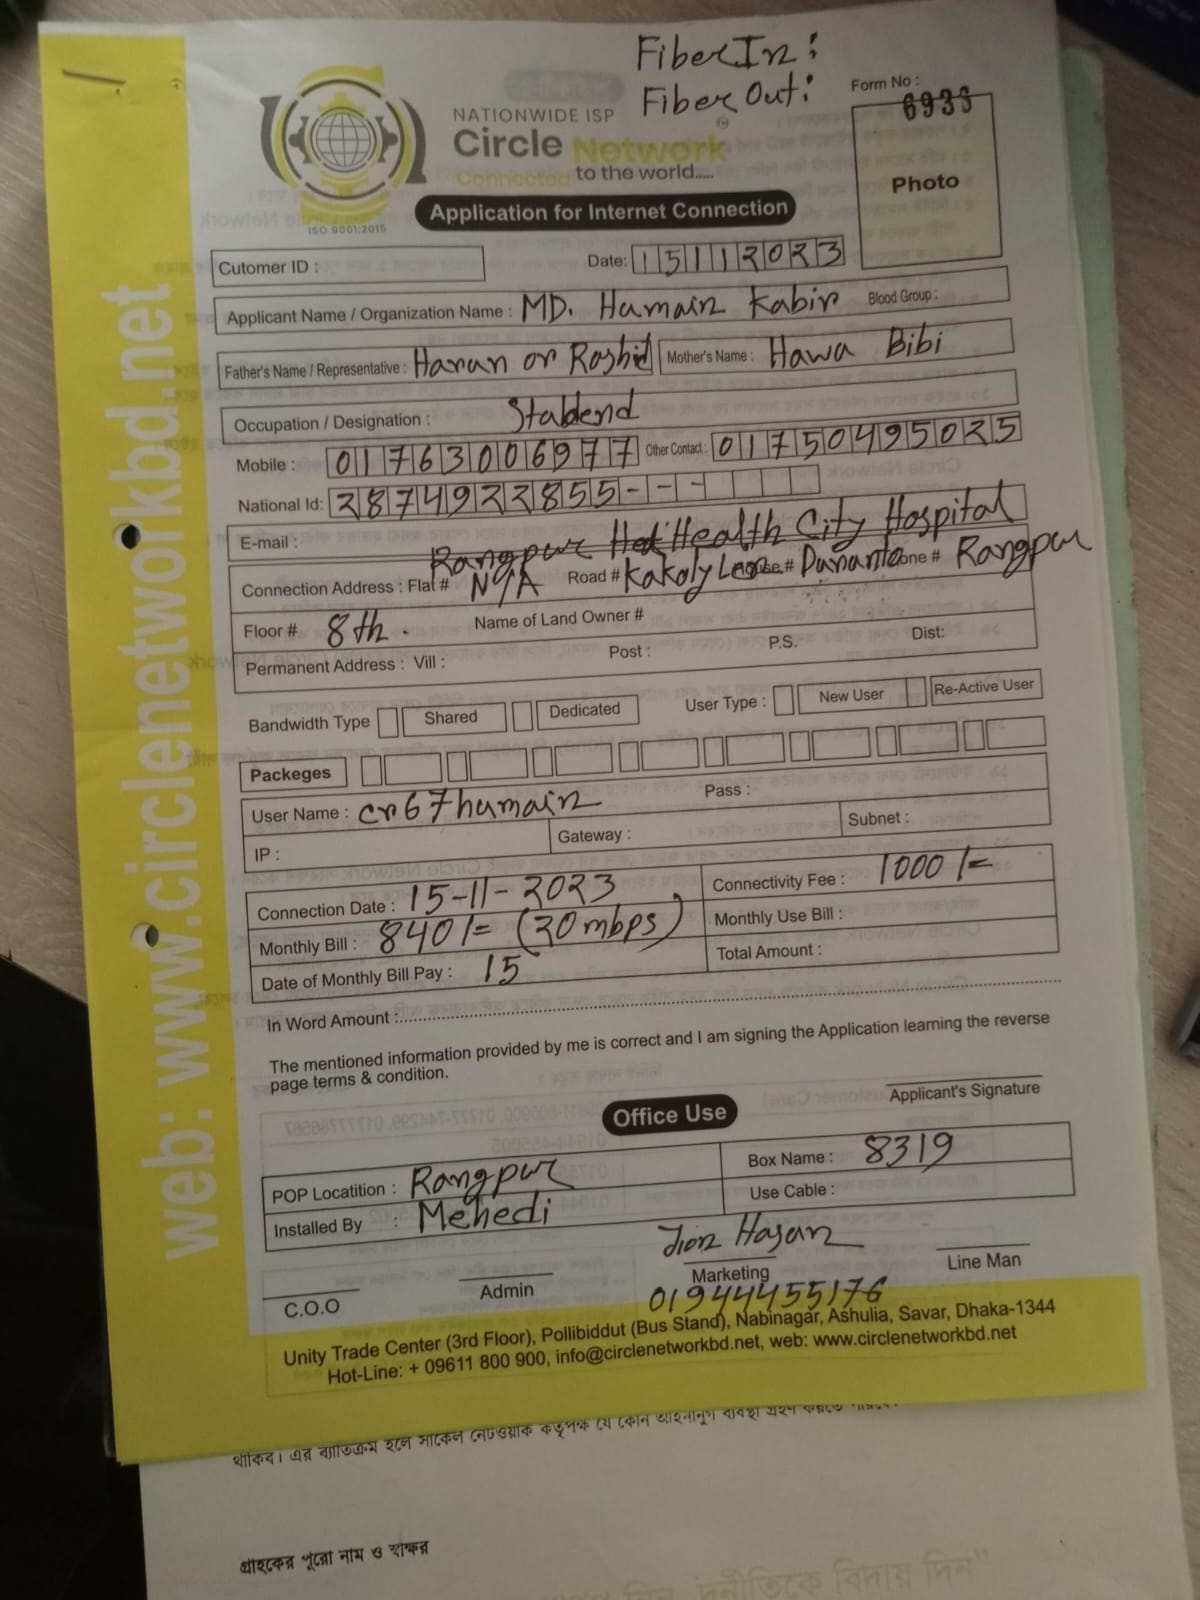 FiberIn:
FiberOut:
Form No :
6933
NATIONWIDE ISP
Circle Network
Connected to the world.....
ISO 9001:2015
Photo
Application for Internet Connection
Cutomer ID :
Date: 15112023
Applicant Name / Organization Name : MD. Humain Kabir Blood Group :
Father's Name / Representative : Haran or Roshid Mother's Name : Hawa Bibi
Occupation / Designation : Stabdend
Mobile : 01763006977 Other Contact : 01750495025
National Id: 2874922855---
E-mail :
Rangpur Health City Hospital
Connection Address : Flat # N/A Road # Kakoly Len # Zone # Rangpur
Floor # 8th. Name of Land Owner #
Permanent Address : Vill : Post : P.S. Dist:
Bandwidth Type Shared Dedicated User Type : New User Re-Active User
Packeges
User Name : cr67humain Pass :
IP : Gateway : Subnet :
Connection Date : 15-11-2023 Connectivity Fee : 1000/=
Monthly Bill : 840/= (20 mbps) Monthly Use Bill :
Date of Monthly Bill Pay : 15 Total Amount :
In Word Amount :
The mentioned information provided by me is correct and I am signing the Application learning the reverse
page terms & condition.
Applicant's Signature
Office Use
POP Locatition : Rangpur Box Name : 8319
Installed By : Mehedi Use Cable :
Hasan
C.O.O Admin Marketing Line Man
01944455176
Unity Trade Center (3rd Floor), Pollibiddut (Bus Stand), Nabinagar, Ashulia, Savar, Dhaka-1344
Hot-Line: + 09611 800 900, info@circlenetworkbd.net, web: www.circlenetworkbd.net
web: www.circlenetworkbd.net
থাকিব। এর ব্যতিক্রম হলে সার্কেল নেটওয়ার্ক কর্তৃপক্ষ যে কোন আইনানুগ ব্যবস্থা গ্রহণ করতে
গ্রাহকের পুরো নাম ও স্বাক্ষর
দুর্নীতিকে বিদায় দিন"